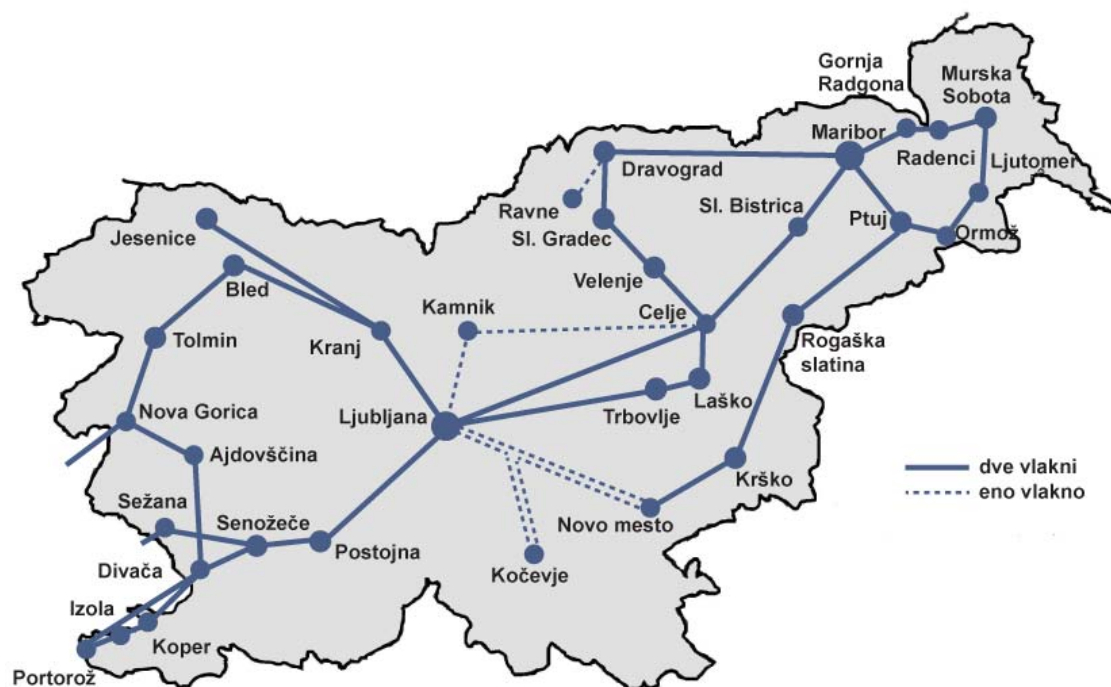 Gornja
Radgona
Murska
Sobota
Maribor
Radenci
Ljutomer
Dravograd
Ravne
Sl. Bistrica
Ptuj
Ormož
Jesenice
Sl. Gradec
Bled
Velenje
Kamnik
Celje
Tolmin
Kranj
Rogaška
slatina
Nova Gorica
Ljubljana
Trbovlje
Laško
Ajdovščina
Krško
Sežana
Senožeče
Novo mesto
Postojna
Divača
Kočevje
Izola
Koper
Portorož
dve vlakni
eno vlakno